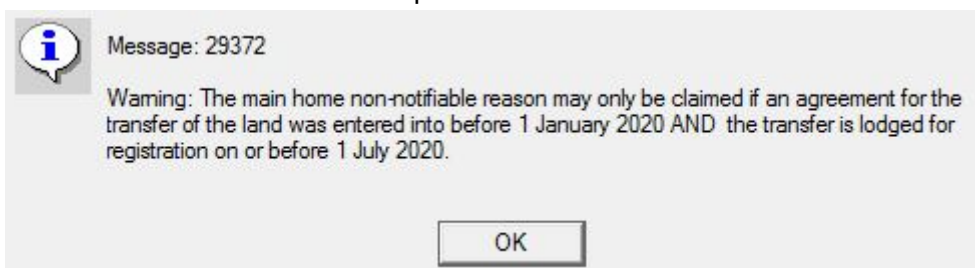 Message: 29372
Warning: The main home non-notifiable reason may only be claimed if an agreement for the
transfer of the land was entered into before 1 January 2020 AND the transfer is lodged for
registration on or before 1 July 2020.
OK